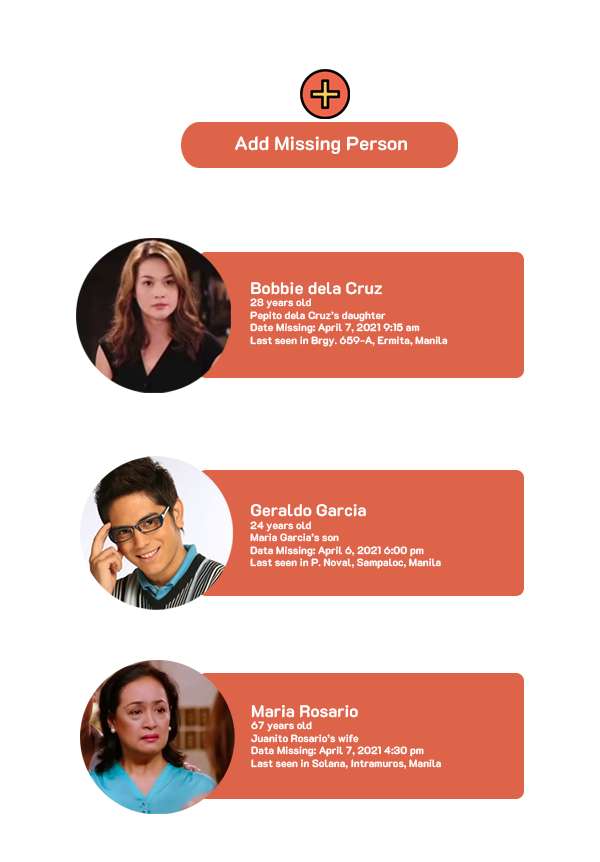 Add Missing Person
Bobbie dela Cruz
28 years old
Pepito dela Cruz's daughter
Date Missing: April 7, 2021 9:15 am
Last seen in Brgy. 659-A, Ermita, Manila
Geraldo Garcia
24 years old
Maria Garcia's son
Data Missing: April 6, 2021 6:00 pm
Last seen in P. Noval, Sampaloc, Manila
Maria Rosario
67 years old
Juanito Rosario's wife
Data Missing: April 7, 2021 4:30 pm
Last seen in Solana, Intramuros, Manila